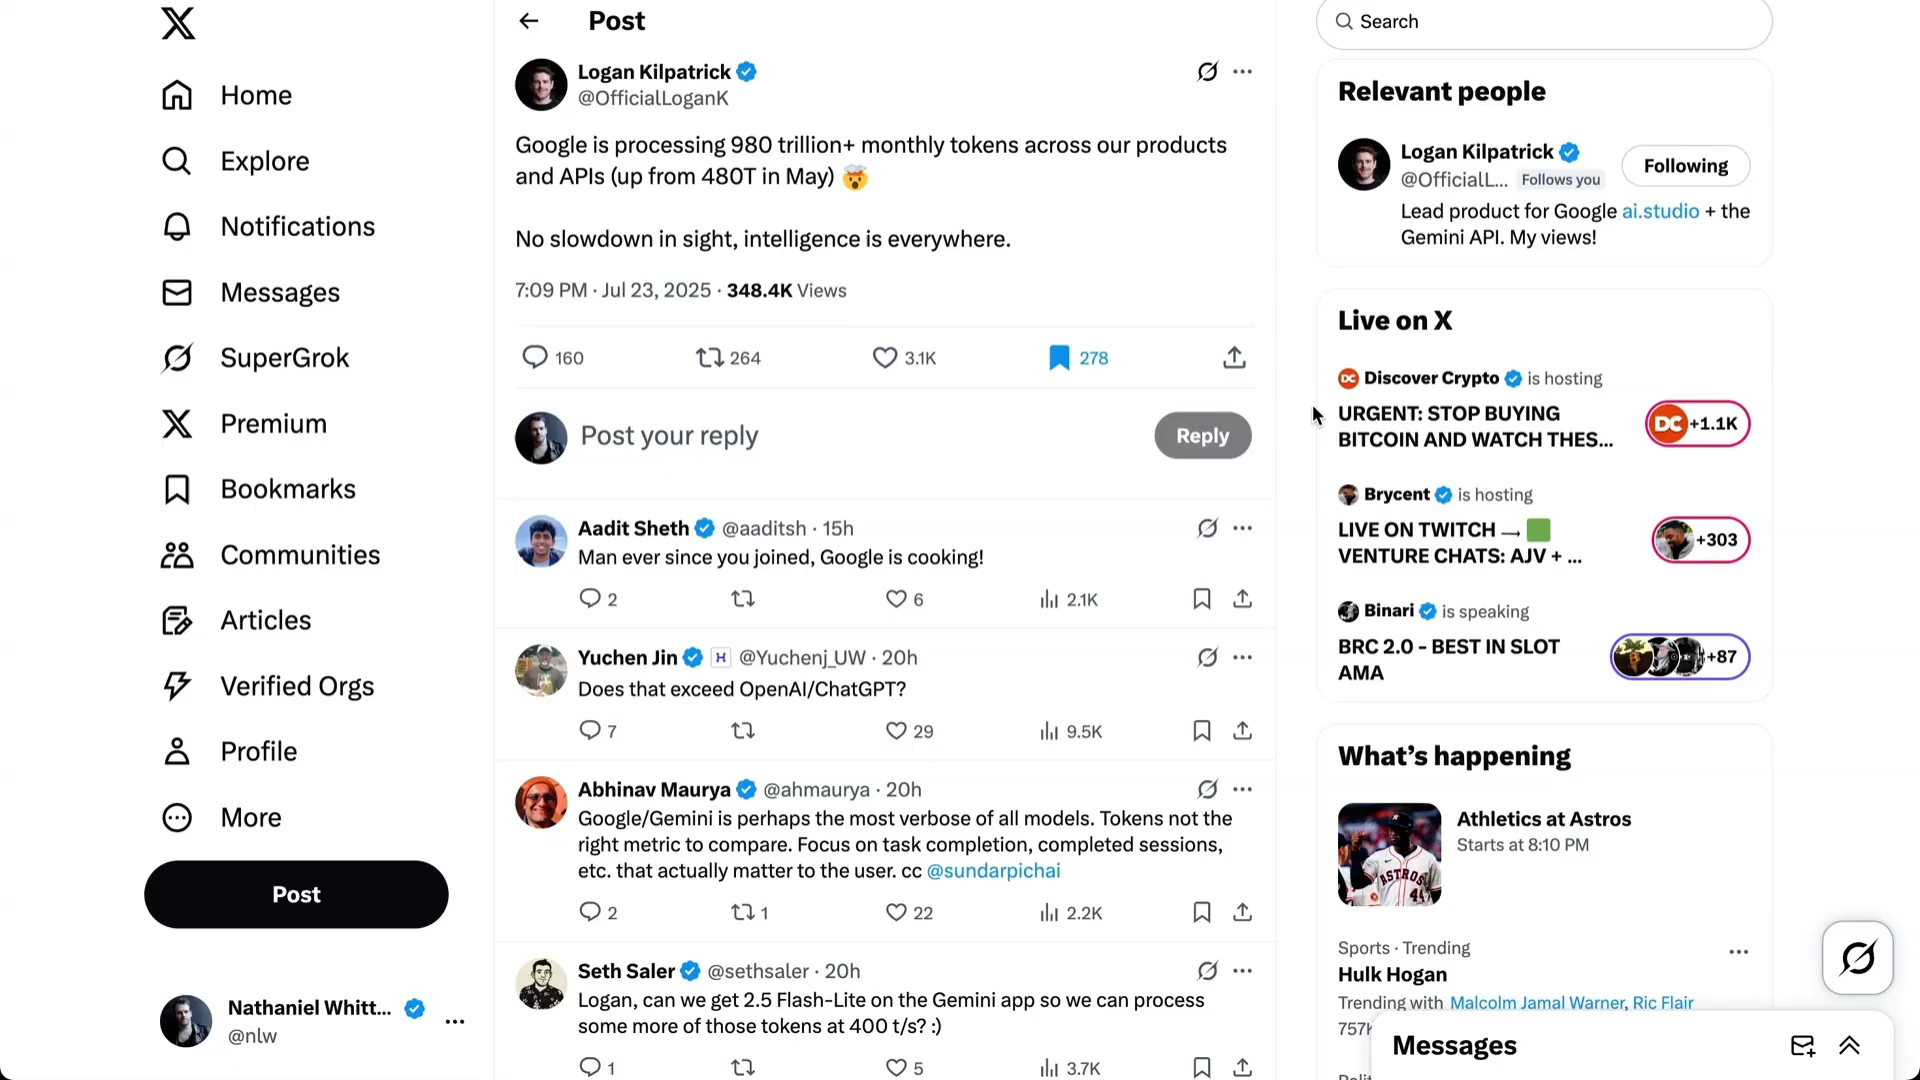 Home
Explore
Notifications
Messages
SuperGrok
Premium
Bookmarks
Communities
Articles
Verified Orgs
Profile
More
Post
Nathaniel Whitt...
@nlw
Post
Logan Kilpatrick
@OfficialLoganK
Google is processing 980 trillion+ monthly tokens across our products
and APIs (up from 480T in May) 🤯
No slowdown in sight, intelligence is everywhere.
7:09 PM · Jul 23, 2025 · 348.4K Views
160 264 3.1K 278
Post your reply
Reply
Aadit Sheth @aaditsh · 15h
Man ever since you joined, Google is cooking!
2 6 2.1K
Yuchen Jin H @Yuchenj_UW · 20h
Does that exceed OpenAI/ChatGPT?
7 29 9.5K
Abhinav Maurya @ahmaurya · 20h
Google/Gemini is perhaps the most verbose of all models. Tokens not the
right metric to compare. Focus on task completion, completed sessions,
etc. that actually matter to the user. cc @sundarpichai
2 1 22 2.2K
Seth Saler @sethsaler · 20h
Logan, can we get 2.5 Flash-Lite on the Gemini app so we can process
some more of those tokens at 400 t/s? :)
1 5 3.7K
Search
Relevant people
Logan Kilpatrick
@OfficialL... Follows you
Following
Lead product for Google ai.studio + the
Gemini API. My views!
Live on X
DC Discover Crypto is hosting
URGENT: STOP BUYING
BITCOIN AND WATCH THES...
DC +1.1K
Brycent is hosting
LIVE ON TWITCH → 🟩
VENTURE CHATS: AJV + ...
+303
Binari is speaking
BRC 2.0 - BEST IN SLOT
AMA
+87
What's happening
ASTROS
Athletics at Astros
Starts at 8:10 PM
Sports · Trending
Hulk Hogan
Trending with Malcolm Jamal Warner, Ric Flair
Messages